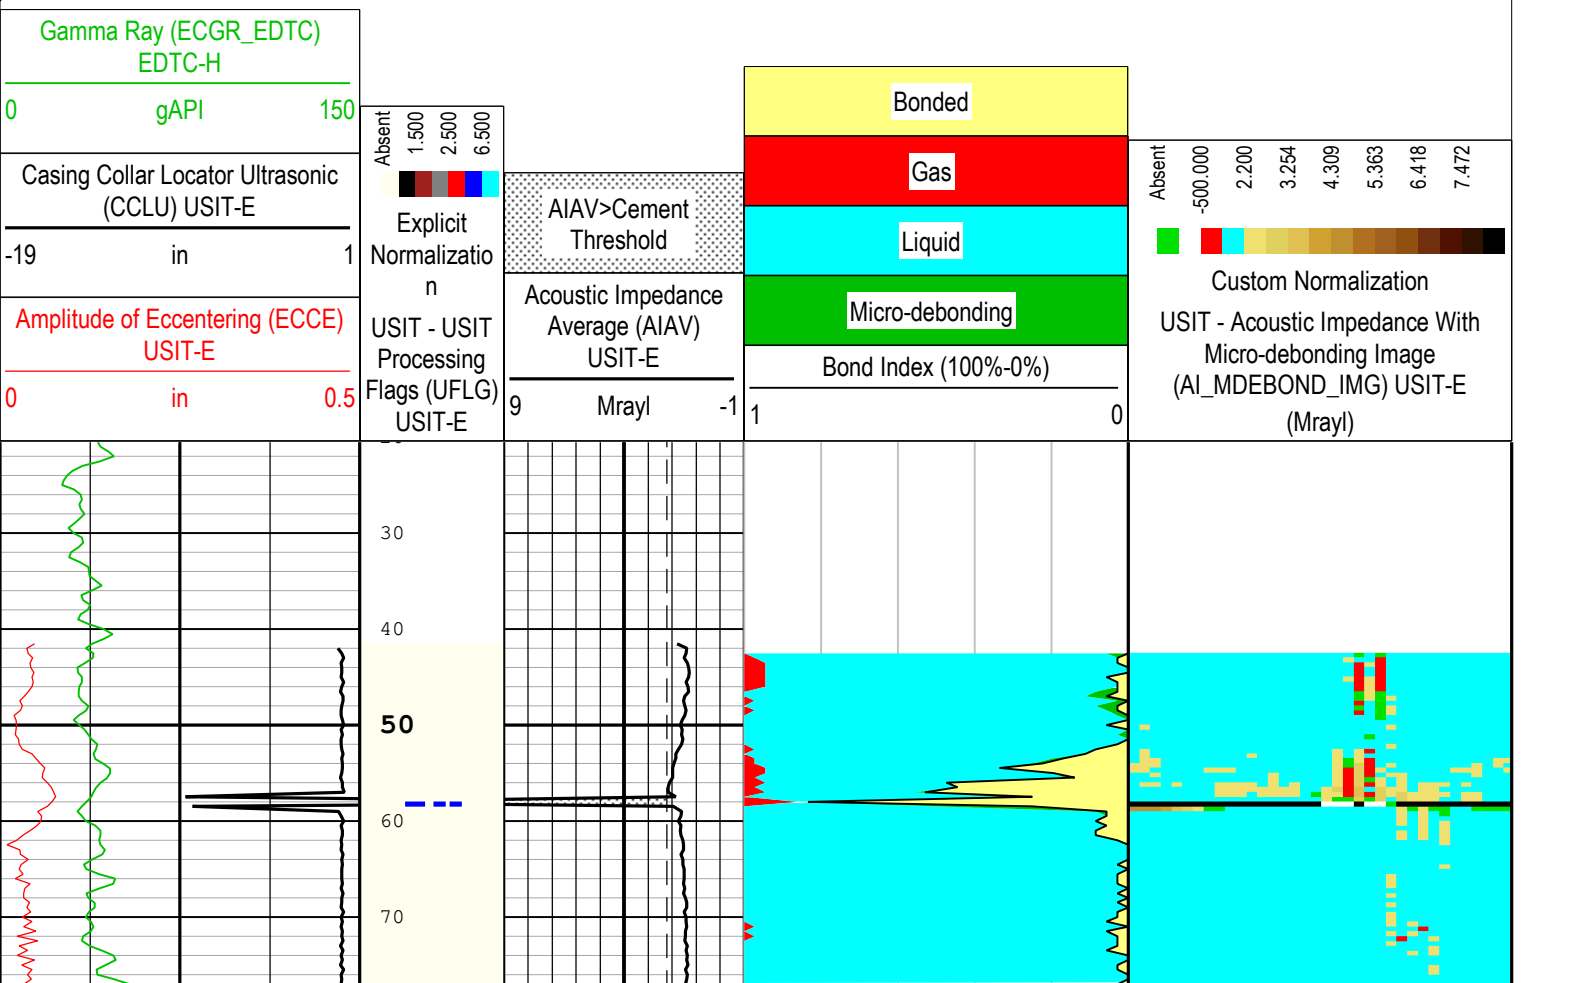 Gamma Ray (ECGR_EDTC)
EDTC-H
0 gAPI 150
Casing Collar Locator Ultrasonic
(CCLU) USIT-E
-19 in 1
Amplitude of Eccentering (ECCE)
USIT-E
0 in 0.5
Absent
1.500
2.500
6.500
Explicit
Normalizatio
n
USIT - USIT
Processing
Flags (UFLG)
USIT-E
AIAV>Cement
Threshold
Acoustic Impedance
Average (AIAV)
USIT-E
9 Mrayl -1
Bonded
Gas
Liquid
Micro-debonding
Bond Index (100%-0%)
1 0
Absent
-500.000
2.200
3.254
4.309
5.363
6.418
7.472
Custom Normalization
USIT - Acoustic Impedance With
Micro-debonding Image
(AI_MDEBOND_IMG) USIT-E
(Mrayl)
30
40
50
60
70